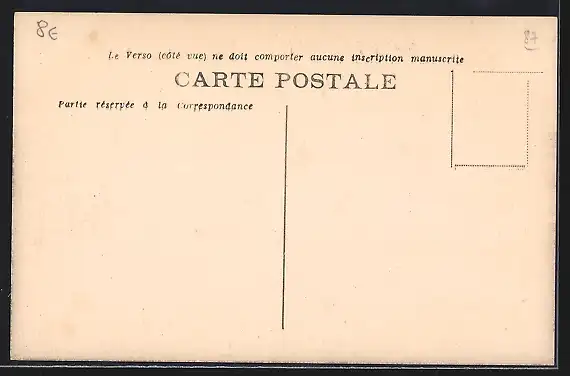 8€
87
Le Verso (côté vue) ne doit comporter aucune inscription manuscrite
CARTE POSTALE
Partie réservée à la Correspondance